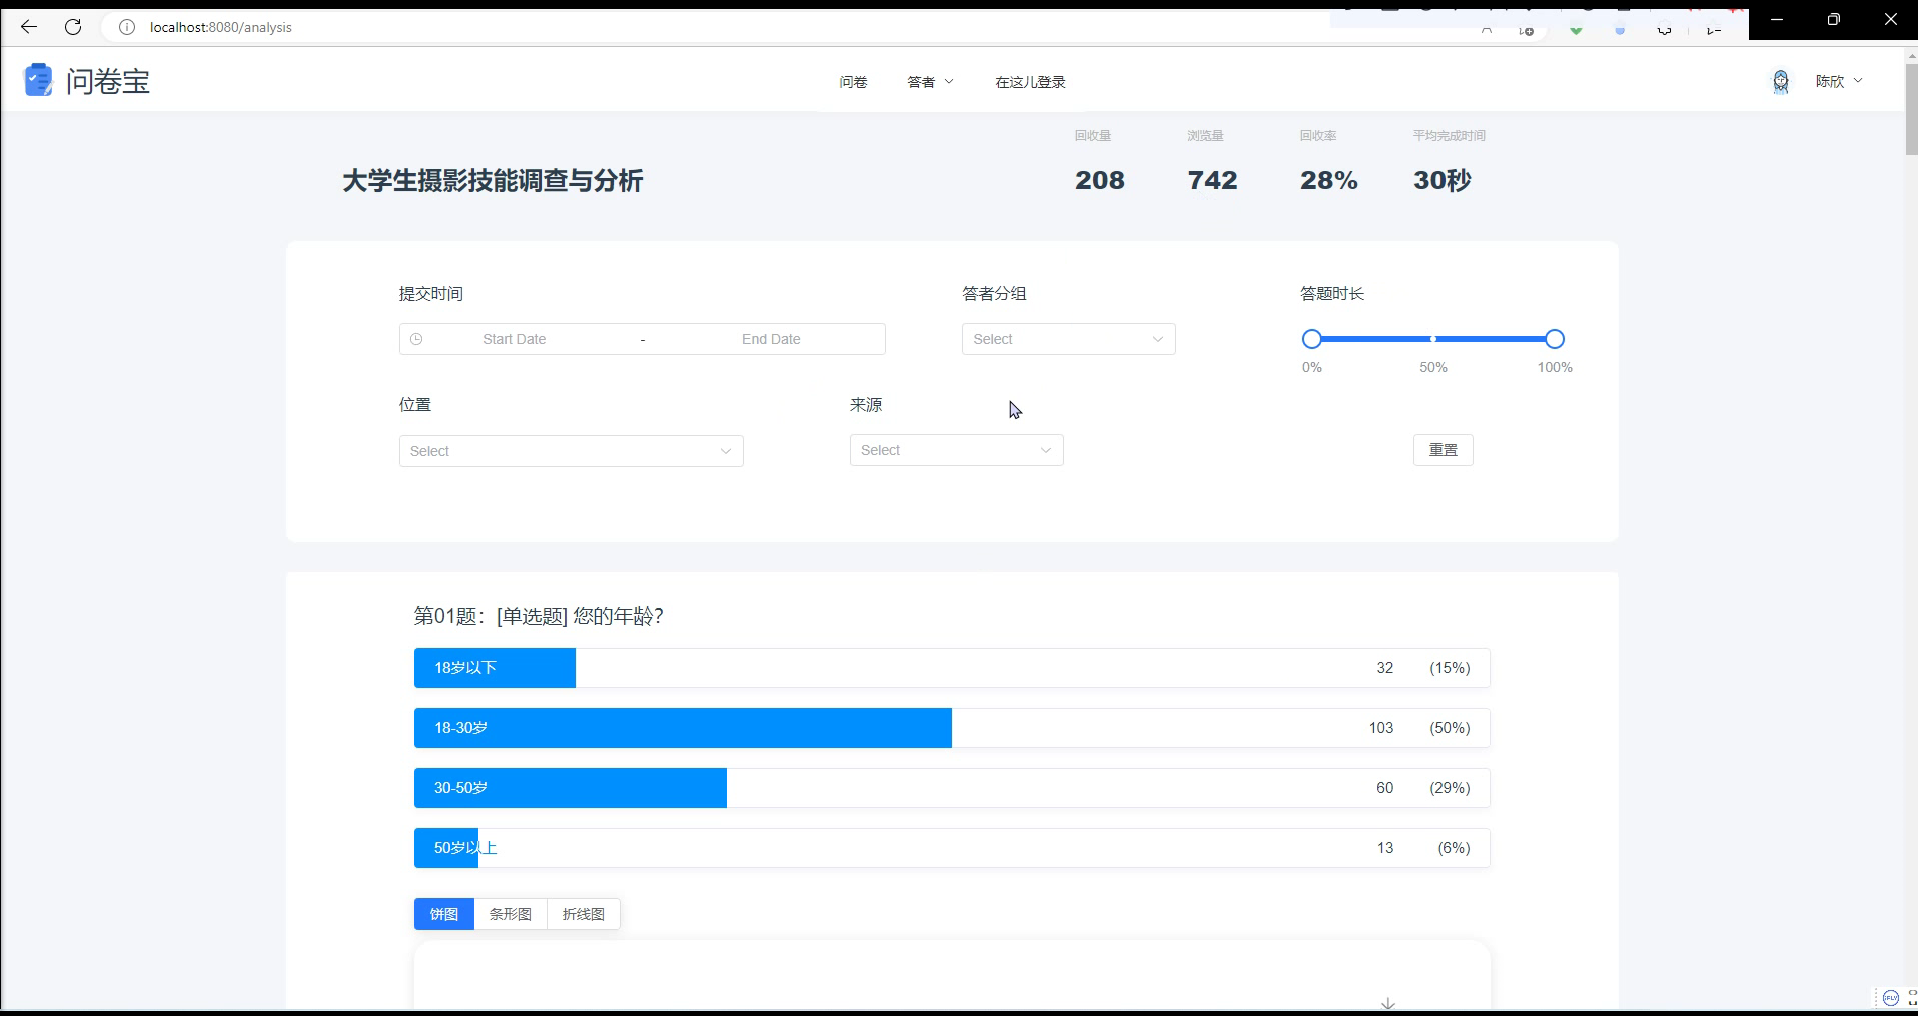 localhost:8080/analysis
问卷宝
问卷 答者 在这儿登录
陈欣
回收量 浏览量 回收率 平均完成时间
大学生摄影技能调查与分析 208 742 28% 30秒
提交时间 答者分组 答题时长
Start Date - End Date Select
0% 50% 100%
位置 来源
Select Select 重置
第01题：[单选题] 您的年龄?
18岁以下 32 (15%)
18-30岁 103 (50%)
30-50岁 60 (29%)
50岁以上 13 (6%)
饼图 条形图 折线图